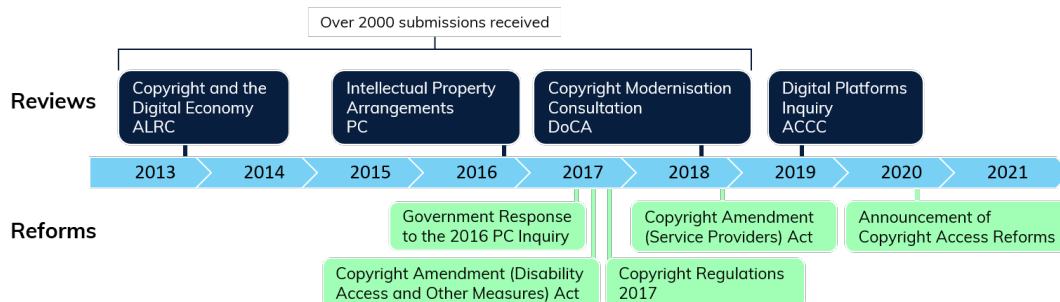 Over 2000 submissions received
Reviews
Copyright and the
Digital Economy
ALRC
Intellectual Property
Arrangements
PC
Copyright Modernisation
Consultation
DoCA
Digital Platforms
Inquiry
ACCC
2013
2014
2015
2016
2017
2018
2019
2020
2021
Reforms
Government Response
to the 2016 PC Inquiry
Copyright Amendment
(Service Providers) Act
Announcement of
Copyright Access Reforms
Copyright Amendment (Disability
Access and Other Measures) Act
Copyright Regulations
2017